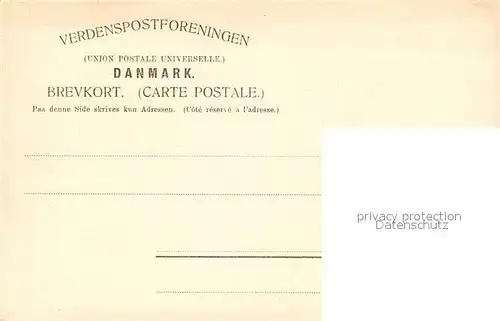 VERDENSPOSTFORENINGEN
(UNION POSTALE UNIVERSELLE.)
DANMARK.
BREVKORT. (CARTE POSTALE.)
Paa denne Side skrives kun Adressen. (Côté réservé à l'adresse.)
privacy protection
Datenschutz